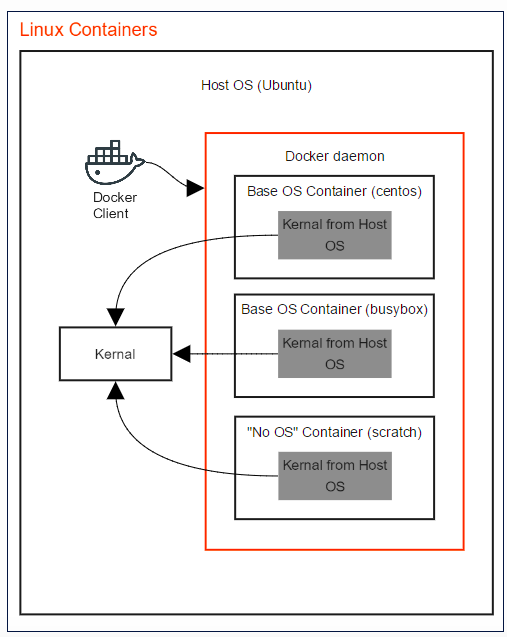 Linux Containers
Host OS (Ubuntu)
Docker daemon
Docker
Client
Base OS Container (centos)
Kernal from Host
OS
Base OS Container (busybox)
Kernal from Host
OS
Kernal
"No OS" Container (scratch)
Kernal from Host
OS